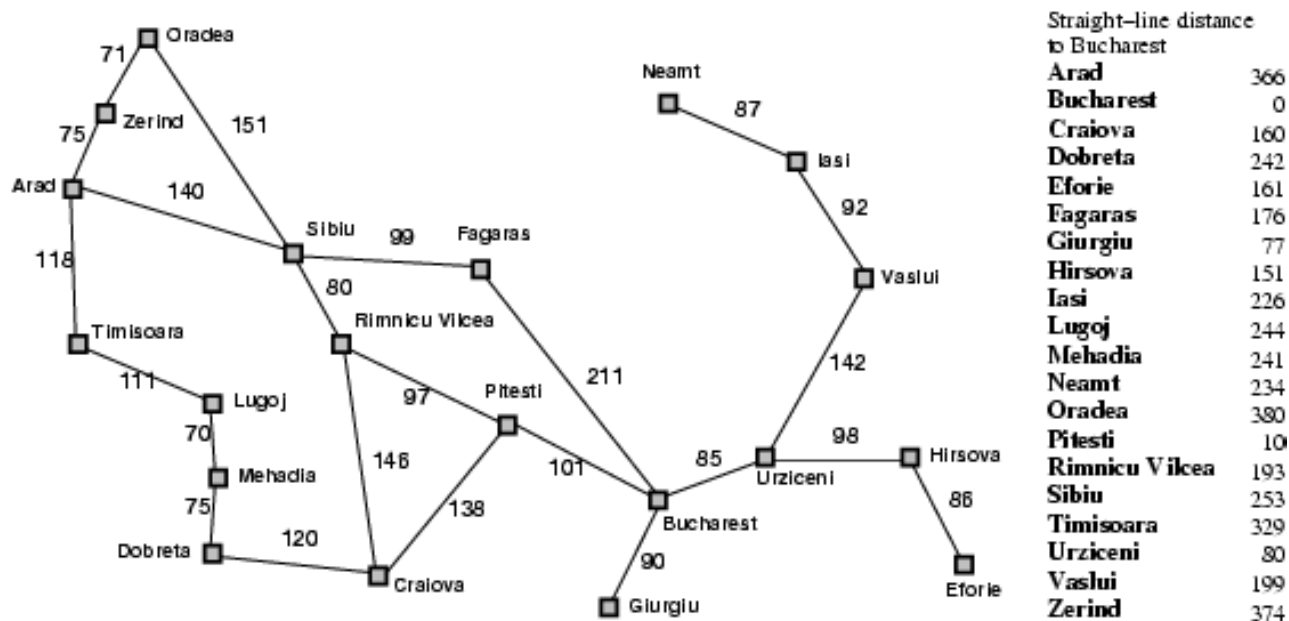 Oradea
71
Neamt
87
Zerind
151
75
Iasi
Arad
140
92
Sibiu
99
Fagaras
118
80
Vaslui
Timisoara
Rimnicu Vilcea
111
211
142
Lugoj
97
Pitesti
70
98
Hirsova
146
85
Mehadia
101
Urziceni
86
75
138
Bucharest
120
Dobreta
90
Craiova
Eforie
Giurgiu
Straight–line distance
to Bucharest
Arad 366
Bucharest 0
Craiova 160
Dobreta 242
Eforie 161
Fagaras 176
Giurgiu 77
Hirsova 151
Iasi 226
Lugoj 244
Mehadia 241
Neamt 234
Oradea 380
Pitesti 10
Rimnicu Vilcea 193
Sibiu 253
Timisoara 329
Urziceni 80
Vaslui 199
Zerind 374